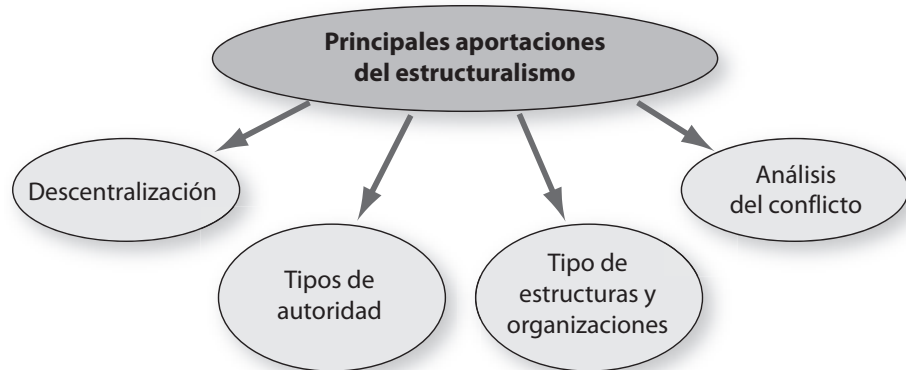 Principales aportaciones
del estructuralismo
Descentralización
Tipos de
autoridad
Tipo de
estructuras y
organizaciones
Análisis
del conflicto